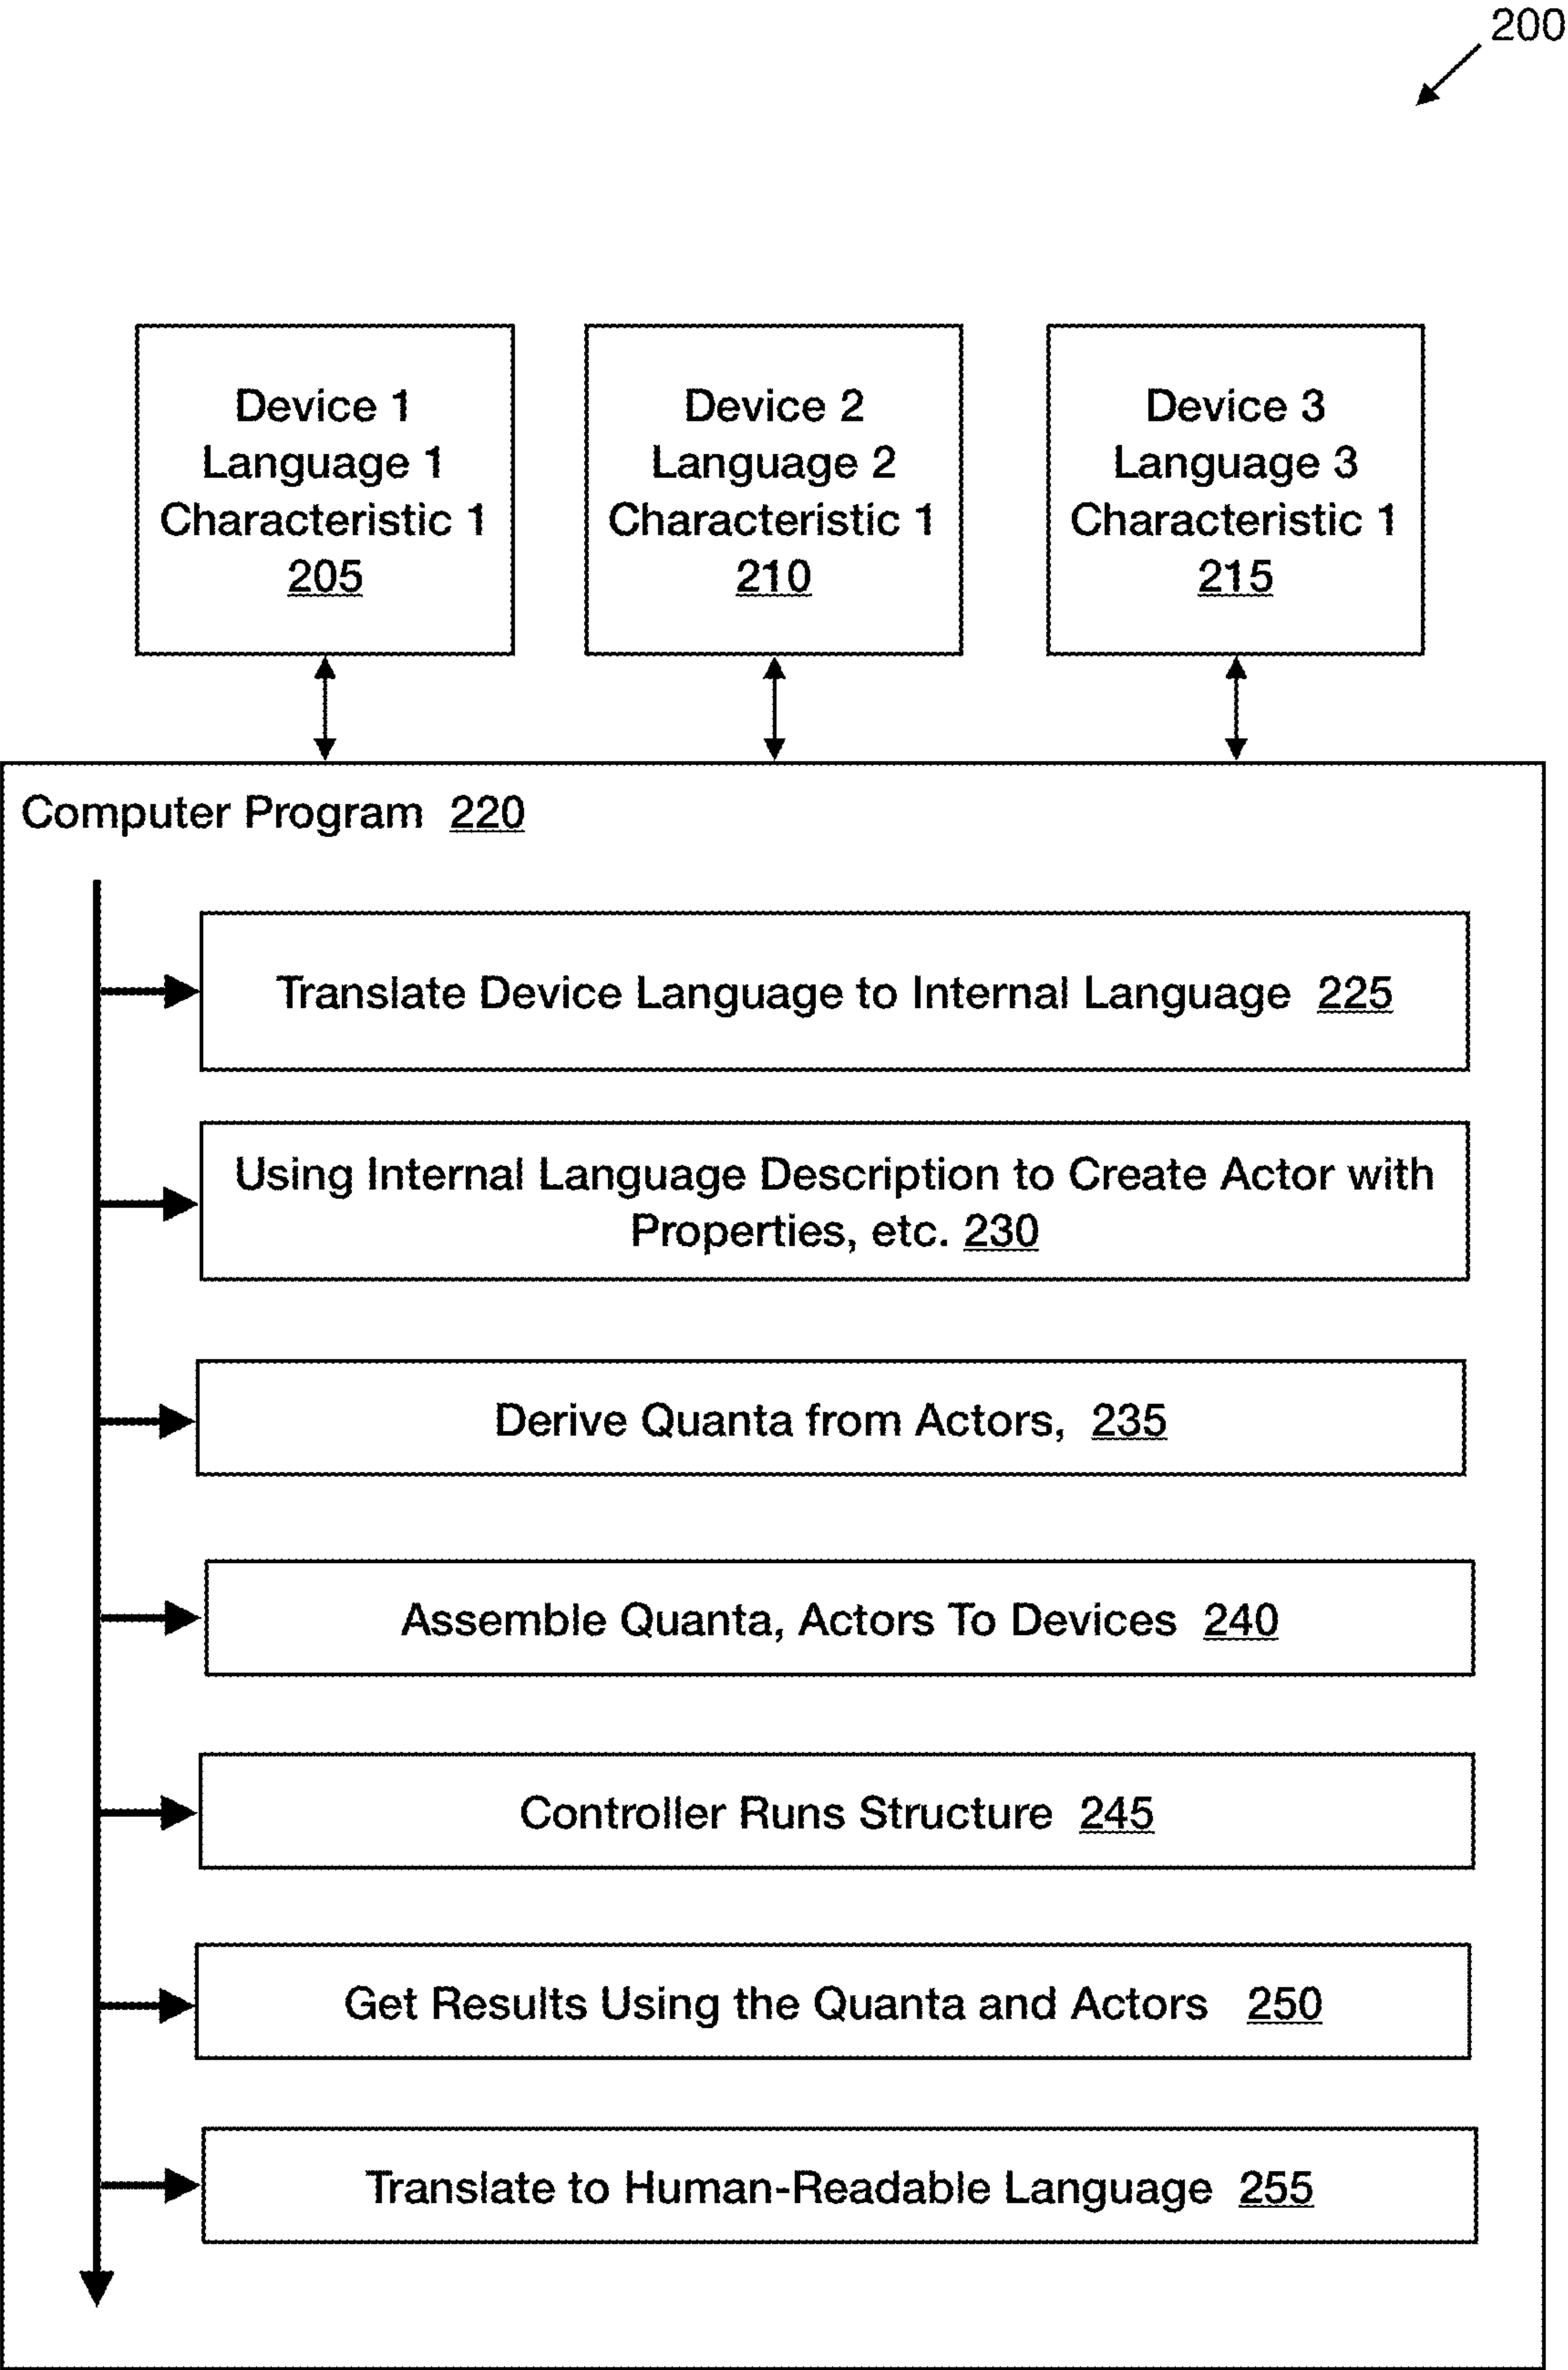 200
Device 1
Language 1
Characteristic 1
205
Device 2
Language 2
Characteristic 1
210
Device 3
Language 3
Characteristic 1
215
Computer Program 220
Translate Device Language to Internal Language 225
Using Internal Language Description to Create Actor with
Properties, etc. 230
Derive Quanta from Actors, 235
Assemble Quanta, Actors To Devices 240
Controller Runs Structure 245
Get Results Using the Quanta and Actors 250
Translate to Human-Readable Language 255